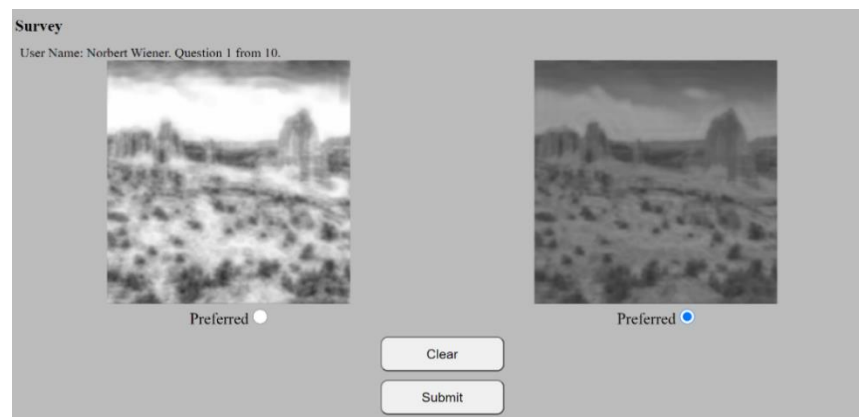 Survey
User Name: Norbert Wiener. Question 1 from 10.
Preferred
Preferred
Clear
Submit